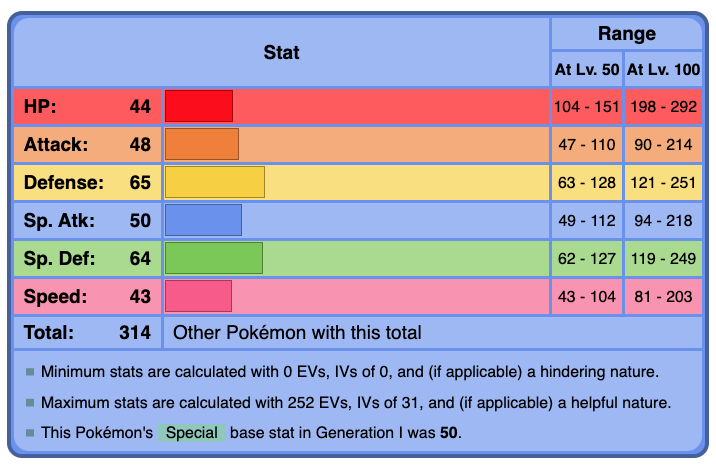 Stat
Range
At Lv. 50 At Lv. 100
HP: 44 104 - 151 198 - 292
Attack: 48 47 - 110 90 - 214
Defense: 65 63 - 128 121 - 251
Sp. Atk: 50 49 - 112 94 - 218
Sp. Def: 64 62 - 127 119 - 249
Speed: 43 43 - 104 81 - 203
Total: 314 Other Pokémon with this total
Minimum stats are calculated with 0 EVs, IVs of 0, and (if applicable) a hindering nature.
Maximum stats are calculated with 252 EVs, IVs of 31, and (if applicable) a helpful nature.
This Pokémon's Special base stat in Generation I was 50.